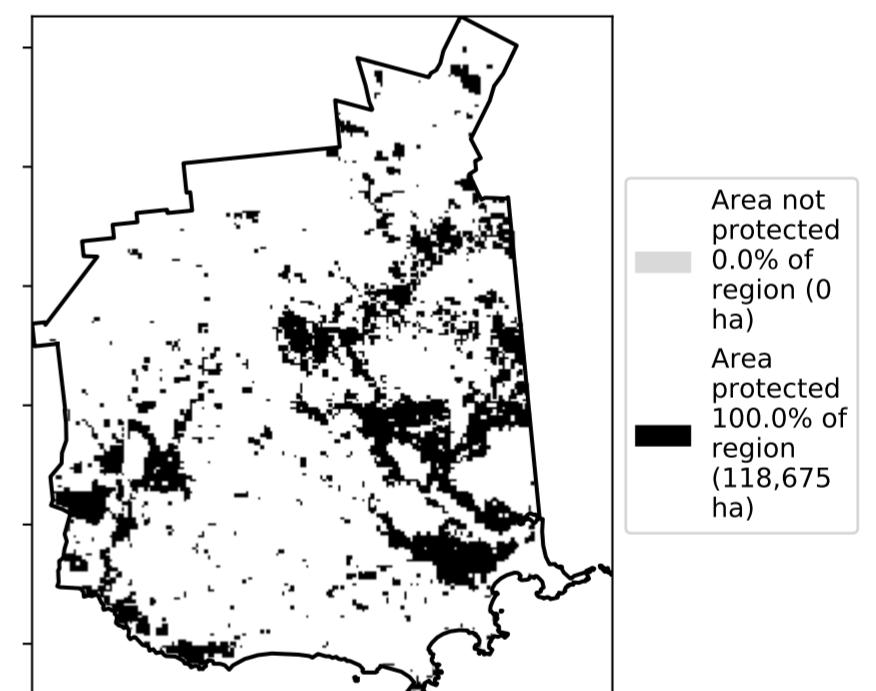 Area not
protected
0.0% of
region (0
ha)
Area
protected
100.0% of
region
(118,675
ha)